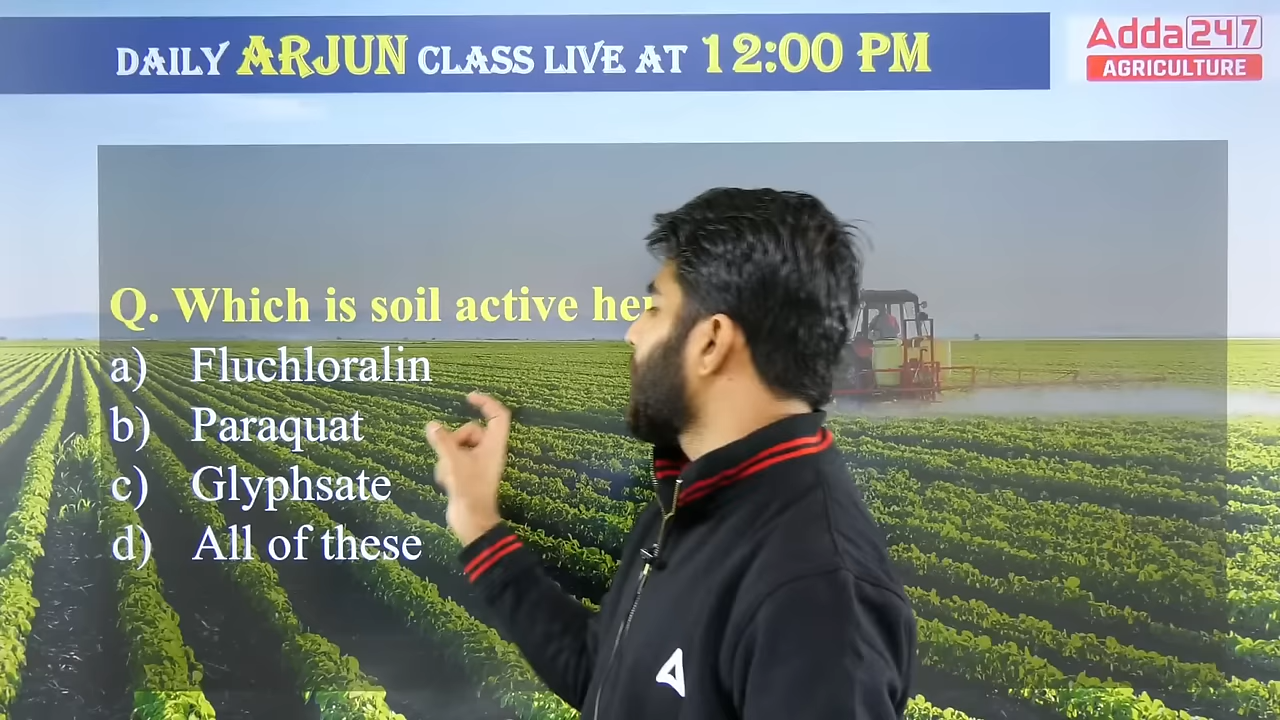 DAILY ARJUN CLASS LIVE AT 12:00 PM
Adda247
AGRICULTURE
Q. Which is soil active
a) Fluchloralin
b) Paraquat
c) Glyphsate
d) All of these